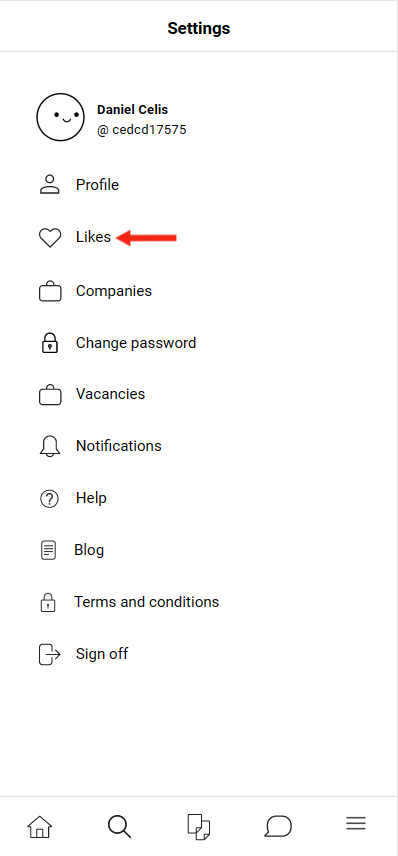 Settings
Daniel Celis
@ cedcd17575
Profile
Likes
Companies
Change password
Vacancies
Notifications
Help
Blog
Terms and conditions
Sign off